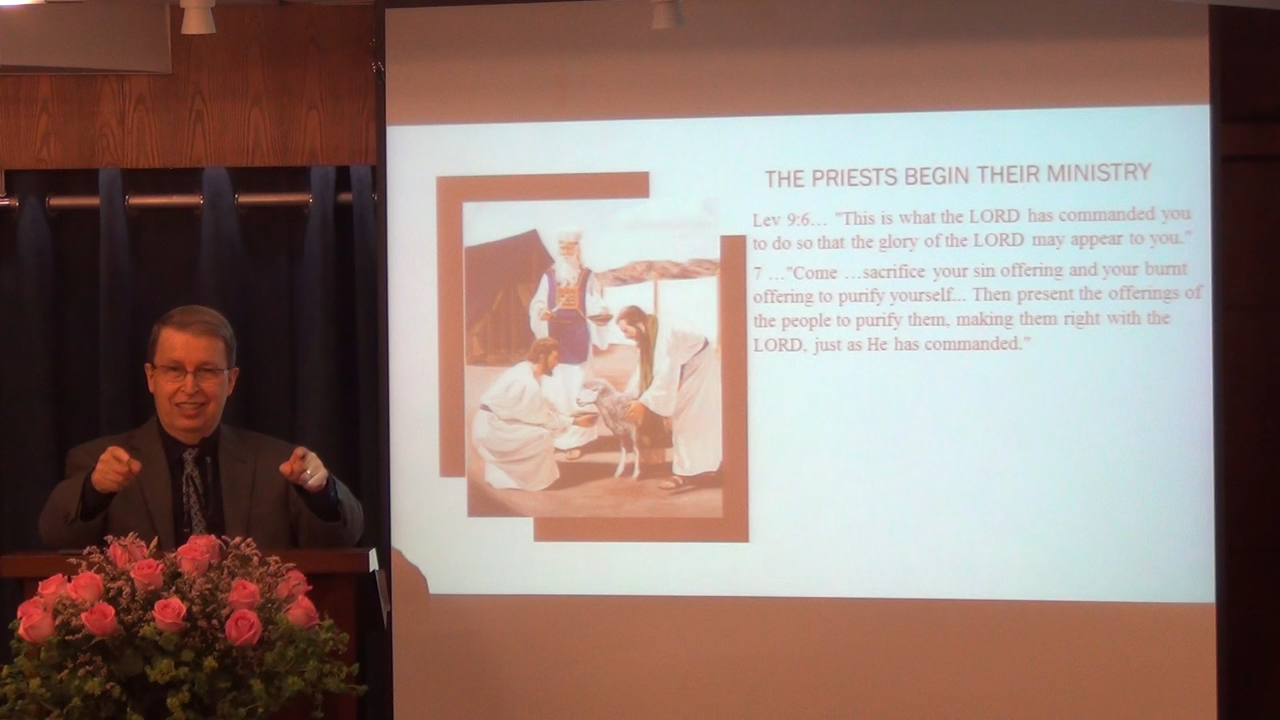 THE PRIESTS BEGIN THEIR MINISTRY
Lev 9:6... "This is what the LORD has commanded you
to do so that the glory of the LORD may appear to you."
7 ..."Come ...sacrifice your sin offering and your burnt
offering to purify yourself... Then present the offerings of
the people to purify them, making them right with the
LORD, just as He has commanded."